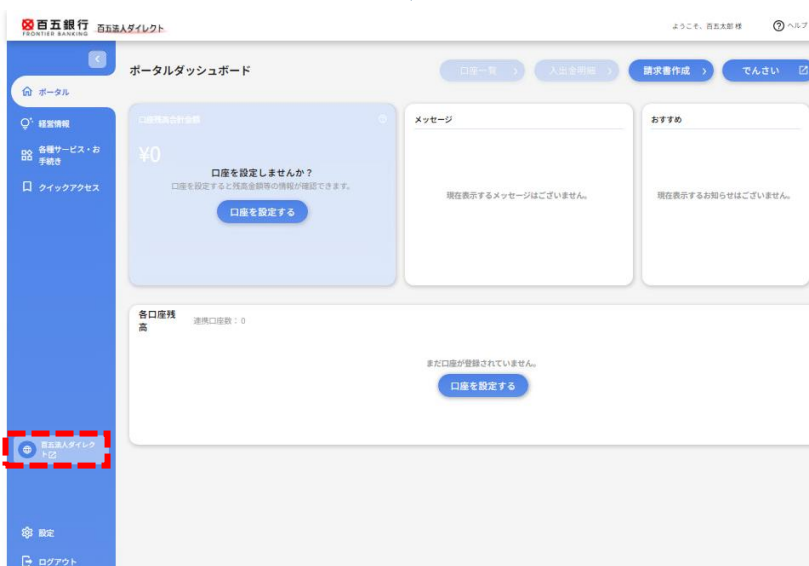 百五銀行 百五法人ダイレクト
FRONTIER BANKING
ようこそ、百五太郎 様
ヘルプ
ポータルダッシュボード
口座一覧
入出金明細
請求書作成
でんさい
ポータル
経営情報
各種サービス・お
手続き
クイックアクセス
口座残高合計金額
¥0
口座を設定しませんか？
口座を設定すると残高金額等の情報が確認できます。
口座を設定する
メッセージ
現在表示するメッセージはございません。
おすすめ
現在表示するお知らせはございません。
各口座残
高
連携口座数：0
まだ口座が登録されていません。
口座を設定する
百五法人ダイレク
ト
設定
ログアウト